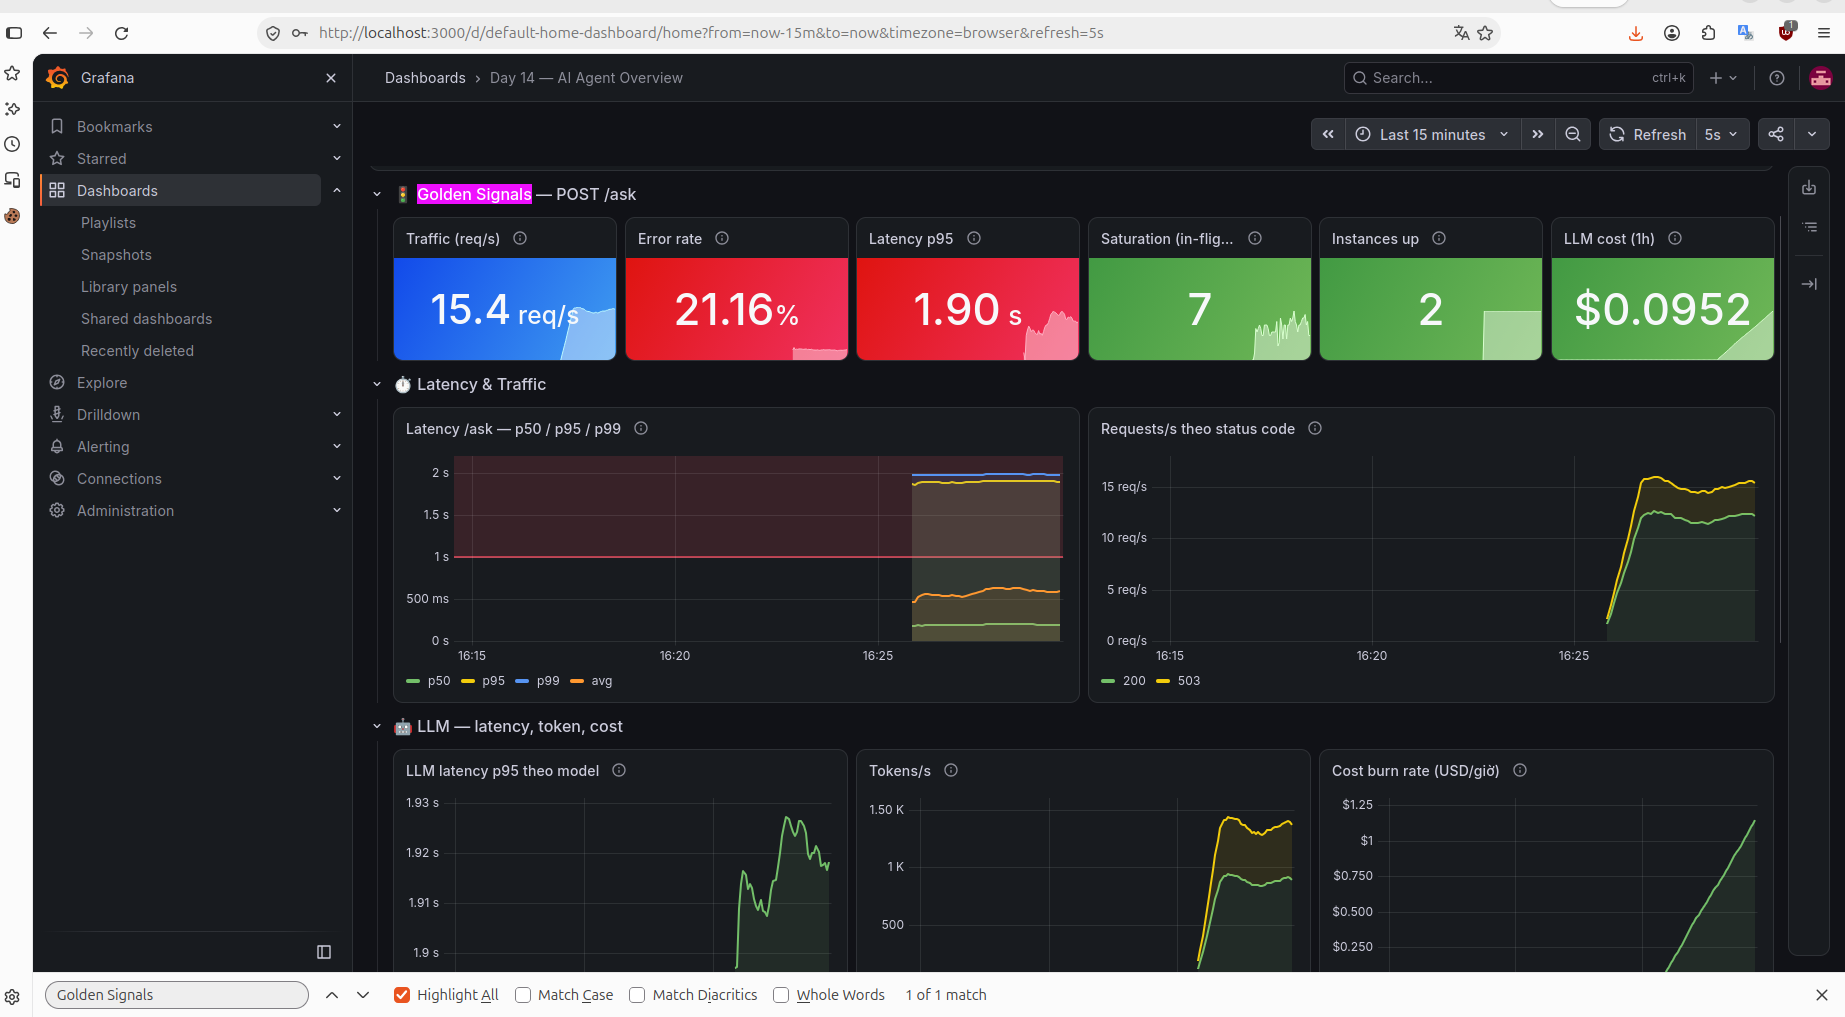 http://localhost:3000/d/default-home-dashboard/home?from=now-15m&to=now&timezone=browser&refresh=5s
1
Grafana
Dashboards › Day 14 — AI Agent Overview
Search...
ctrl+k
Bookmarks
Starred
Dashboards
Playlists
Snapshots
Library panels
Shared dashboards
Recently deleted
Explore
Drilldown
Alerting
Connections
Administration
Last 15 minutes
Refresh
5s
Golden Signals — POST /ask
Traffic (req/s)
15.4 req/s
Error rate
21.16%
Latency p95
1.90 s
Saturation (in-flig...
7
Instances up
2
LLM cost (1h)
$0.0952
Latency & Traffic
Latency /ask — p50 / p95 / p99
2 s
1.5 s
1 s
500 ms
0 s
16:15 16:20 16:25
p50 p95 p99 avg
Requests/s theo status code
15 req/s
10 req/s
5 req/s
0 req/s
16:15 16:20 16:25
200 503
LLM — latency, token, cost
LLM latency p95 theo model
1.93 s
1.92 s
1.91 s
1.9 s
Tokens/s
1.50 K
1 K
500
Cost burn rate (USD/giờ)
$1.25
$1
$0.750
$0.500
$0.250
Golden Signals
Highlight All
Match Case
Match Diacritics
Whole Words
1 of 1 match